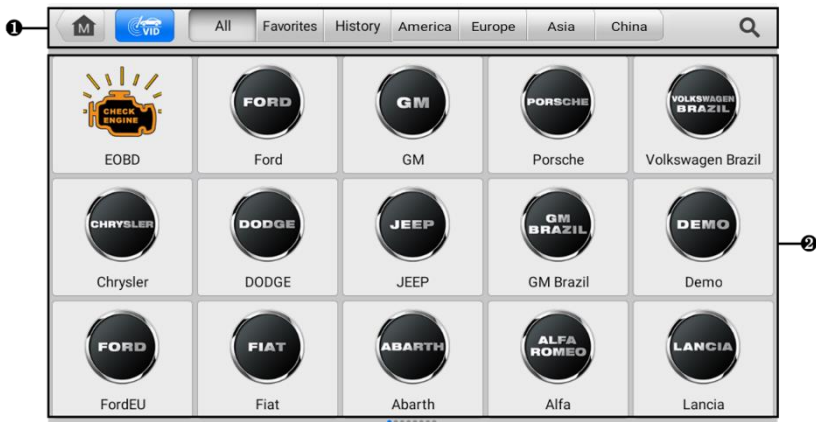 ❶
M
VID
All
Favorites
History
America
Europe
Asia
China
CHECK
ENGINE
EOBD
FORD
Ford
GM
GM
PORSCHE
Porsche
VOLKSWAGEN
BRAZIL
Volkswagen Brazil
CHRYSLER
Chrysler
DODGE
DODGE
JEEP
JEEP
GM
BRAZIL
GM Brazil
DEMO
Demo
❷
FORD
FordEU
FIAT
Fiat
ABARTH
Abarth
ALFA
ROMEO
Alfa
LANCIA
Lancia